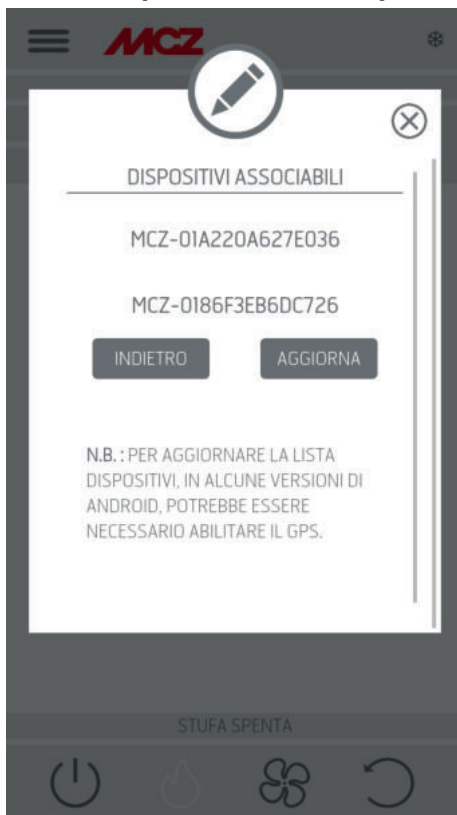 MCZ
DISPOSITIVI ASSOCIABILI
MCZ-01A220A627E036
MCZ-0186F3EB6DC726
INDIETRO
AGGIORNA
N.B. : PER AGGIORNARE LA LISTA
DISPOSITIVI, IN ALCUNE VERSIONI DI
ANDROID, POTREBBE ESSERE
NECESSARIO ABILITARE IL GPS.
STUFA SPENTA